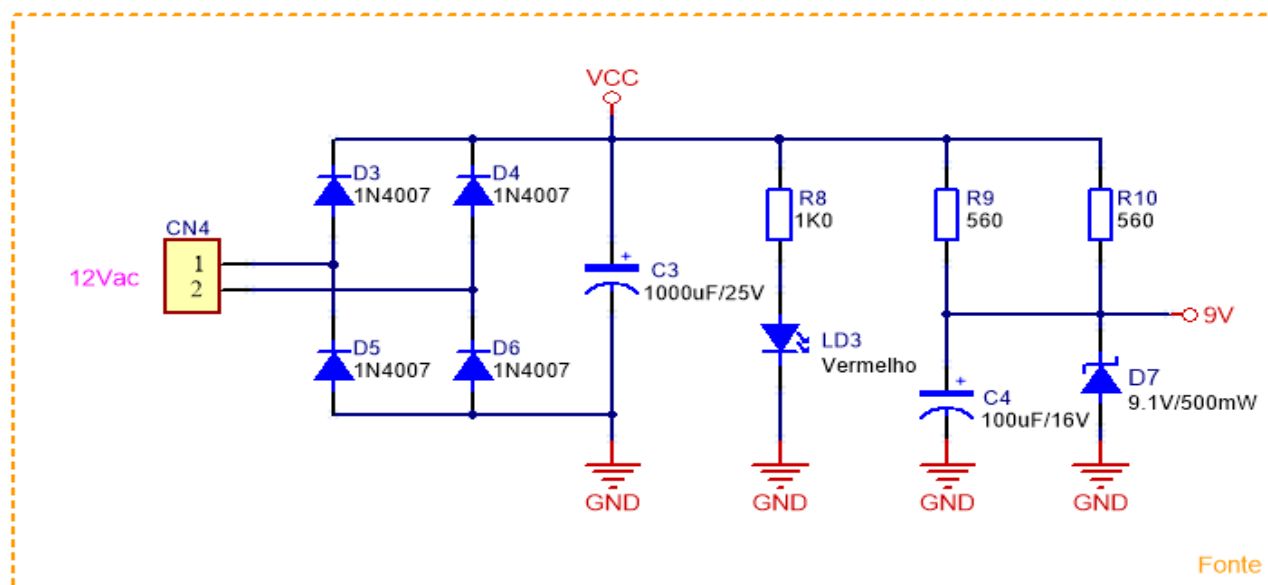 VCC
D3
1N4007
D4
1N4007
CN4
1
2
12Vac
D5
1N4007
D6
1N4007
+
C3
1000uF/25V
R8
1K0
LD3
Vermelho
R9
560
R10
560
9V
+
C4
100uF/16V
D7
9.1V/500mW
GND
GND
GND
GND
Fonte